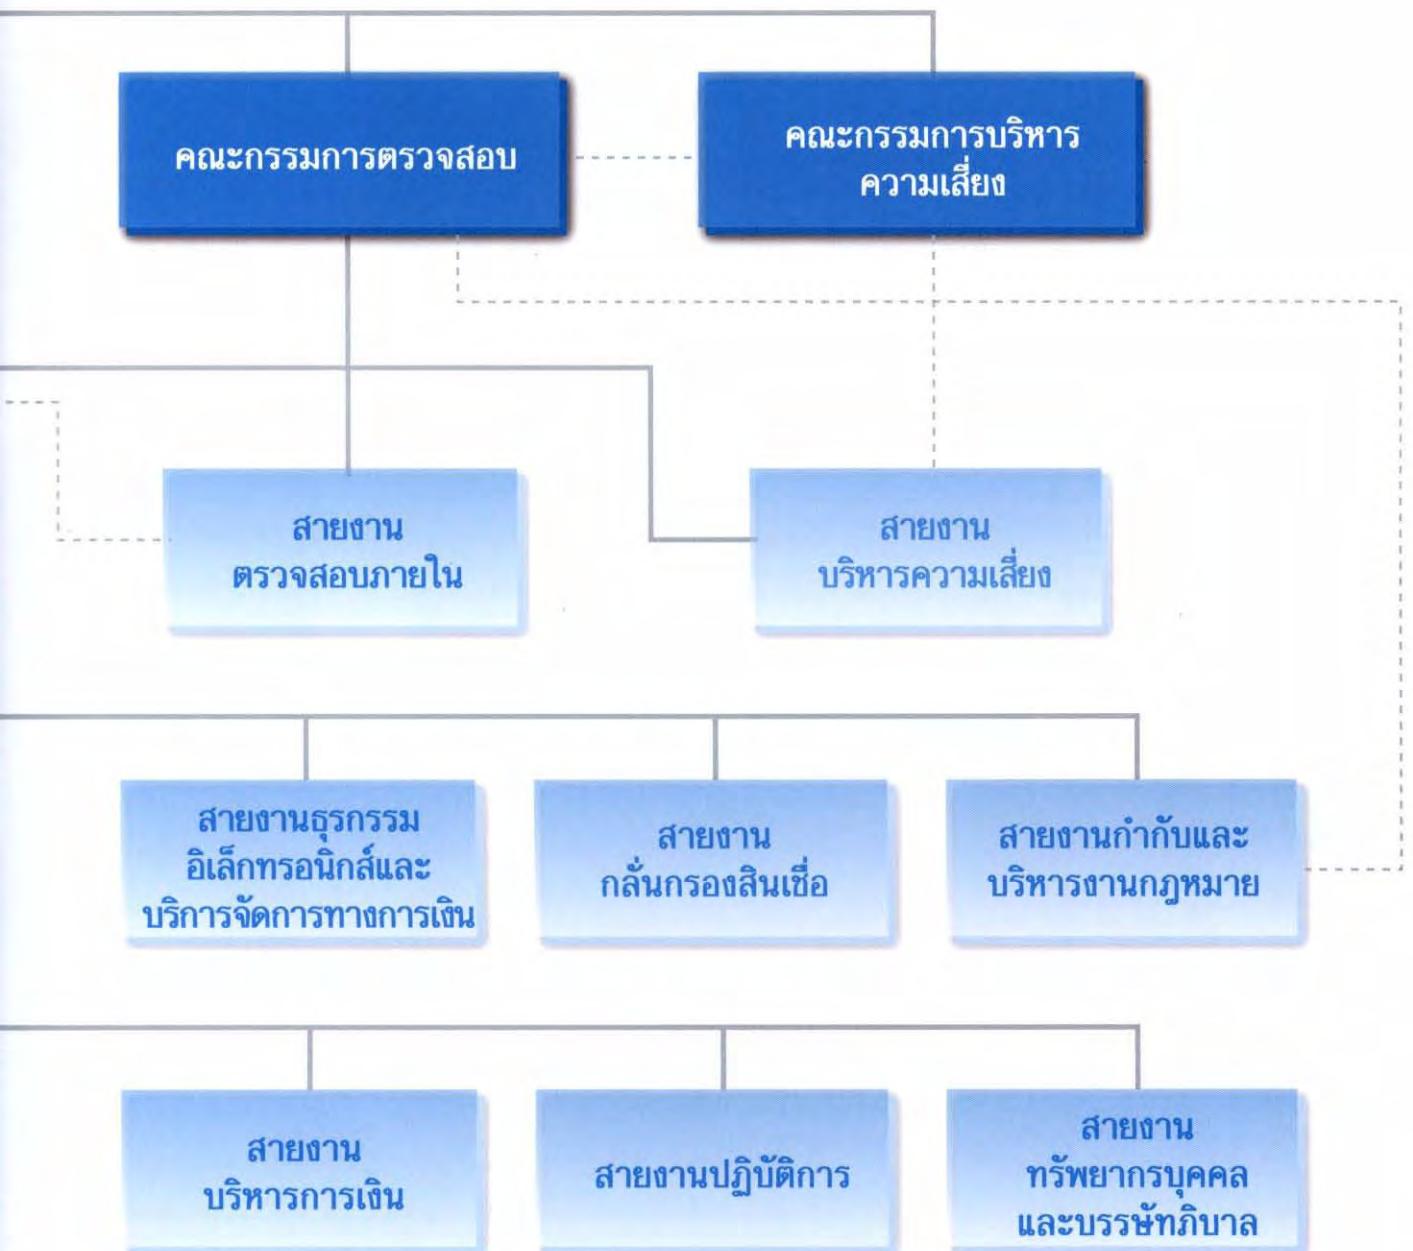 คณะกรรมการตรวจสอบ
คณะกรรมการบริหาร
ความเสี่ยง
สายงาน
ตรวจสอบภายใน
สายงาน
บริหารความเสี่ยง
สายงานธุรกรรม
อิเล็กทรอนิกส์และ
บริการจัดการทางการเงิน
สายงาน
กลั่นกรองสินเชื่อ
สายงานกำกับและ
บริหารงานกฎหมาย
สายงาน
บริหารการเงิน
สายงานปฏิบัติการ
สายงาน
ทรัพยากรบุคคล
และบรรษัทภิบาล